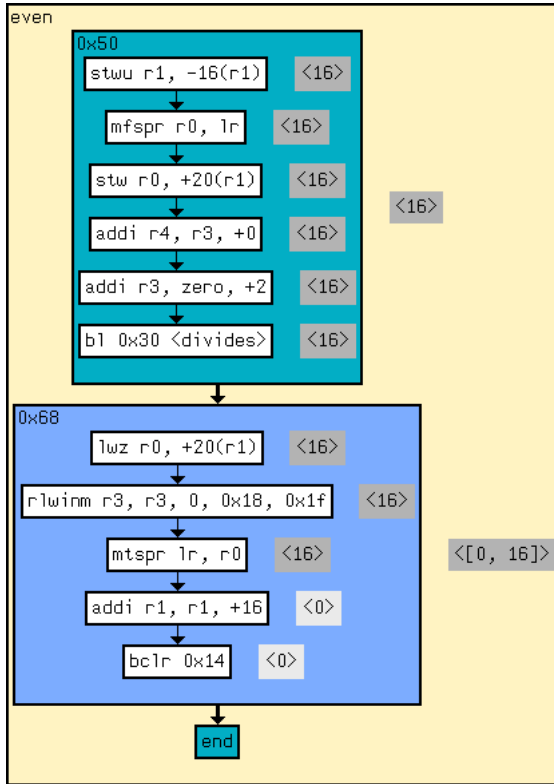 even
0x50
stwu r1, -16(r1) <16>
mfspr r0, lr <16>
stw r0, +20(r1) <16>
<16>
addi r4, r3, +0 <16>
addi r3, zero, +2 <16>
bl 0x30 <divides> <16>
0x68
lwz r0, +20(r1) <16>
rlwinm r3, r3, 0, 0x18, 0x1f <16>
mtspr lr, r0 <16> <[0, 16]>
addi r1, r1, +16 <0>
bclr 0x14 <0>
end